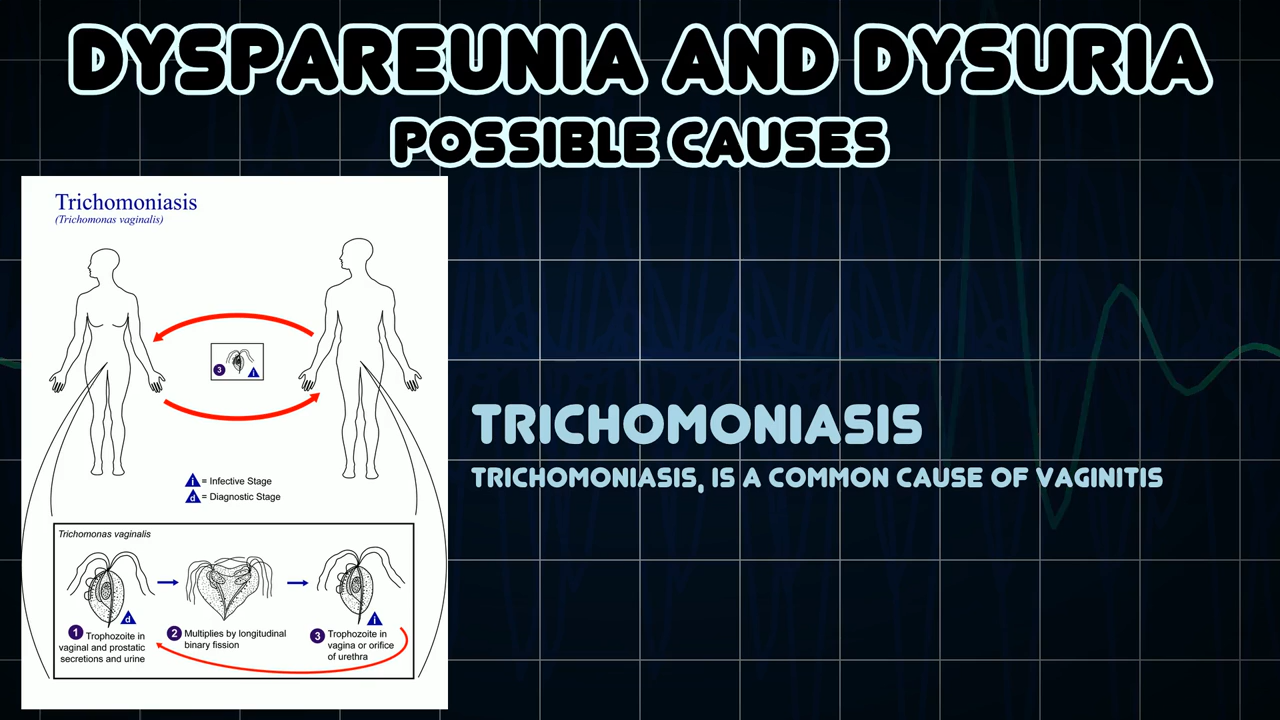 DYSPAREUNIA AND DYSURIA
POSSIBLE CAUSES
Trichomoniasis
(Trichomonas vaginalis)
3
i
i = Infective Stage
d = Diagnostic Stage
Trichomonas vaginalis
d
i
1 Trophozoite in
vaginal and prostatic
secretions and urine
2 Multiplies by longitudinal
binary fission
3 Trophozoite in
vagina or orifice
of urethra
TRICHOMONIASIS
TRICHOMONIASIS, IS A COMMON CAUSE OF VAGINITIS